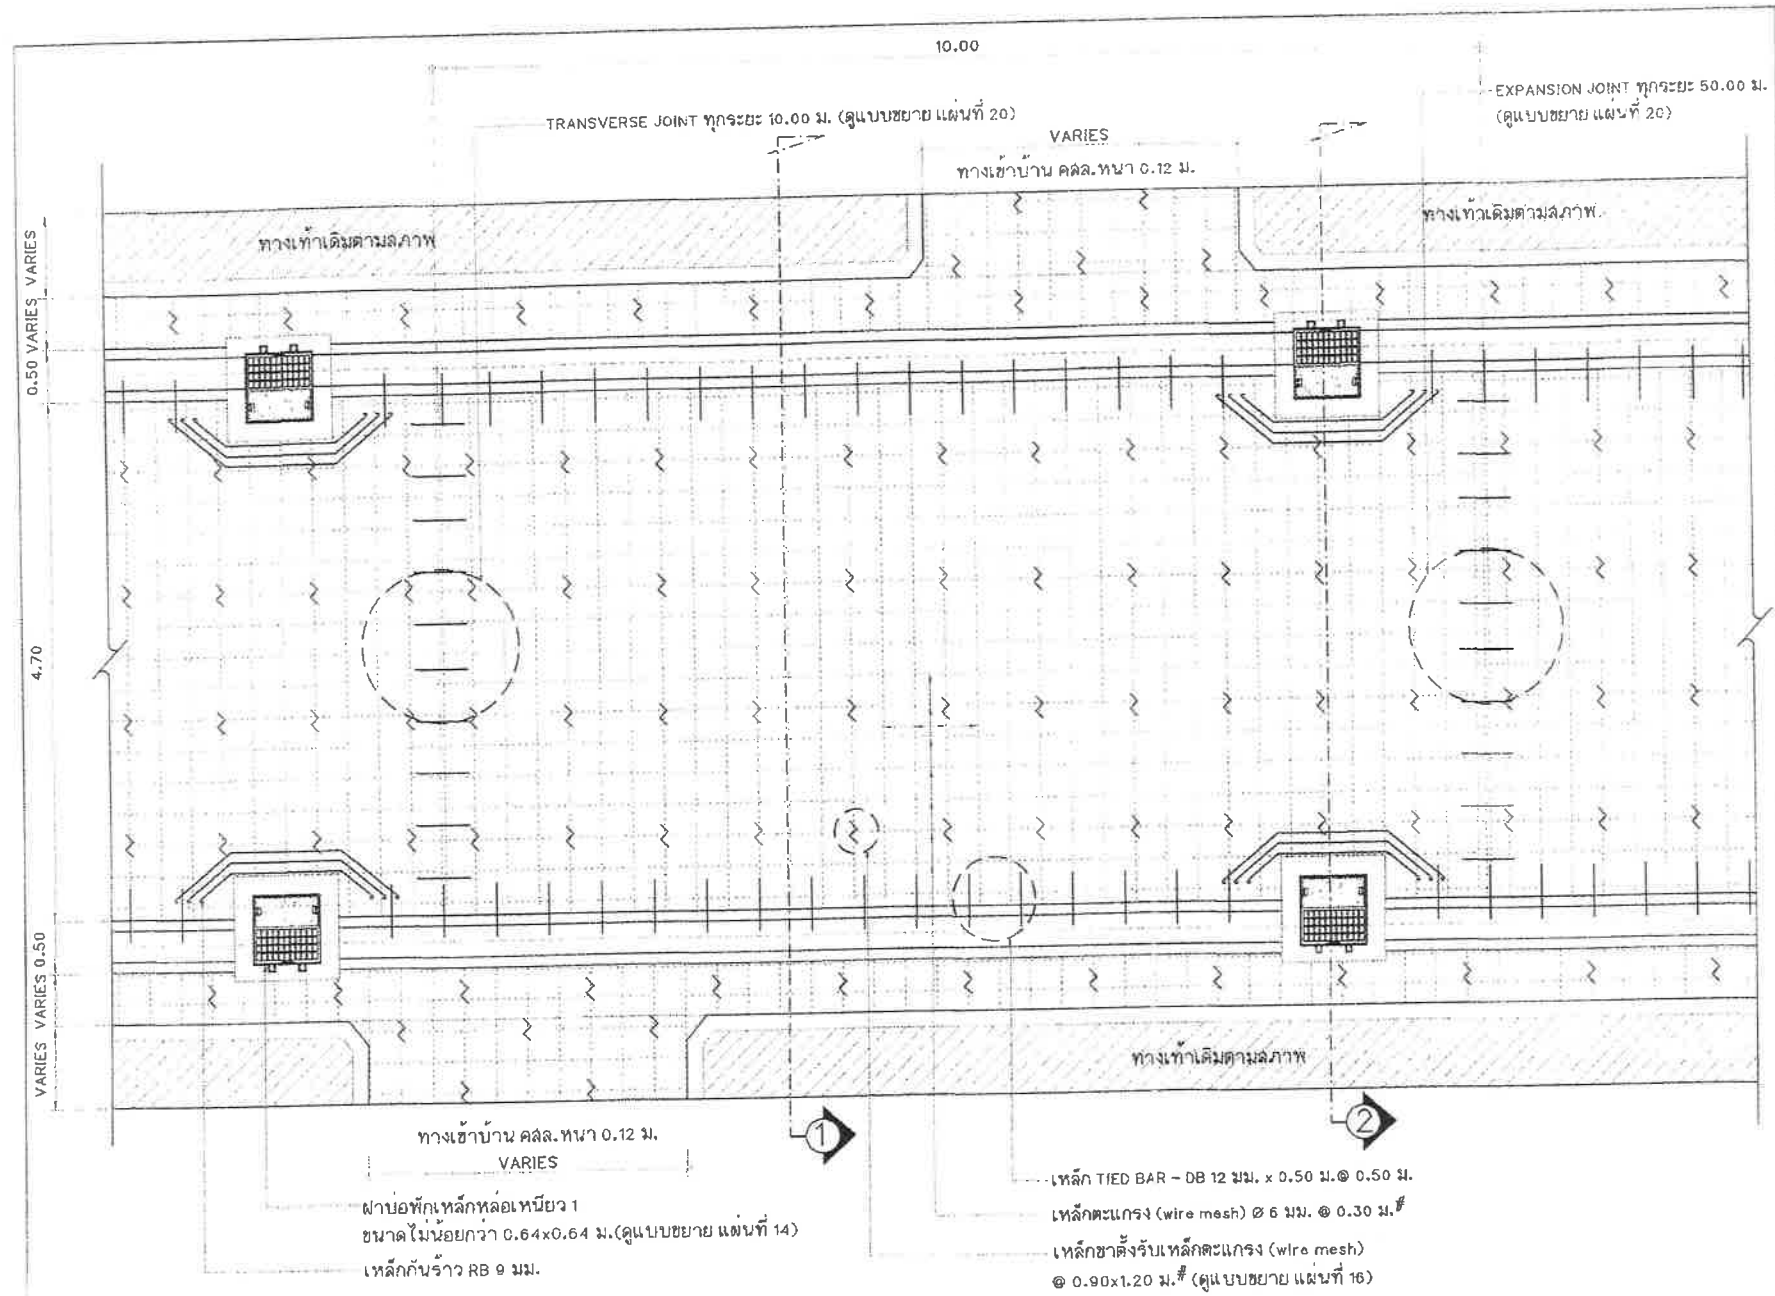 10.00
TRANSVERSE JOINT ทุกระยะ 10.00 ม. (ดูแบบขยาย แผ่นที่ 20)
EXPANSION JOINT ทุกระยะ 50.00 ม.
(ดูแบบขยาย แผ่นที่ 20)
VARIES
ทางเข้าบ้าน คสล.หนา 0.12 ม.
ทางเท้าเดิมตามสภาพ
ทางเท้าเดิมตามสภาพ
VARIES
VARIES
0.50
4.70
0.50
VARIES
VARIES
ทางเท้าเดิมตามสภาพ
ทางเข้าบ้าน คสล.หนา 0.12 ม.
VARIES
1
2
ฝาบ่อพักเหล็กหล่อเหนียว 1
ขนาดไม่น้อยกว่า 0.64x0.64 ม.(ดูแบบขยาย แผ่นที่ 14)
เหล็กกันร้าว RB 9 มม.
เหล็ก TIED BAR - DB 12 มม. x 0.50 ม.@ 0.50 ม.
เหล็กตะแกรง (wire mesh) Ø 6 มม. @ 0.30 ม.#
เหล็กขาตั้งรับเหล็กตะแกรง (wire mesh)
@ 0.90x1.20 ม.# (ดูแบบขยาย แผ่นที่ 16)